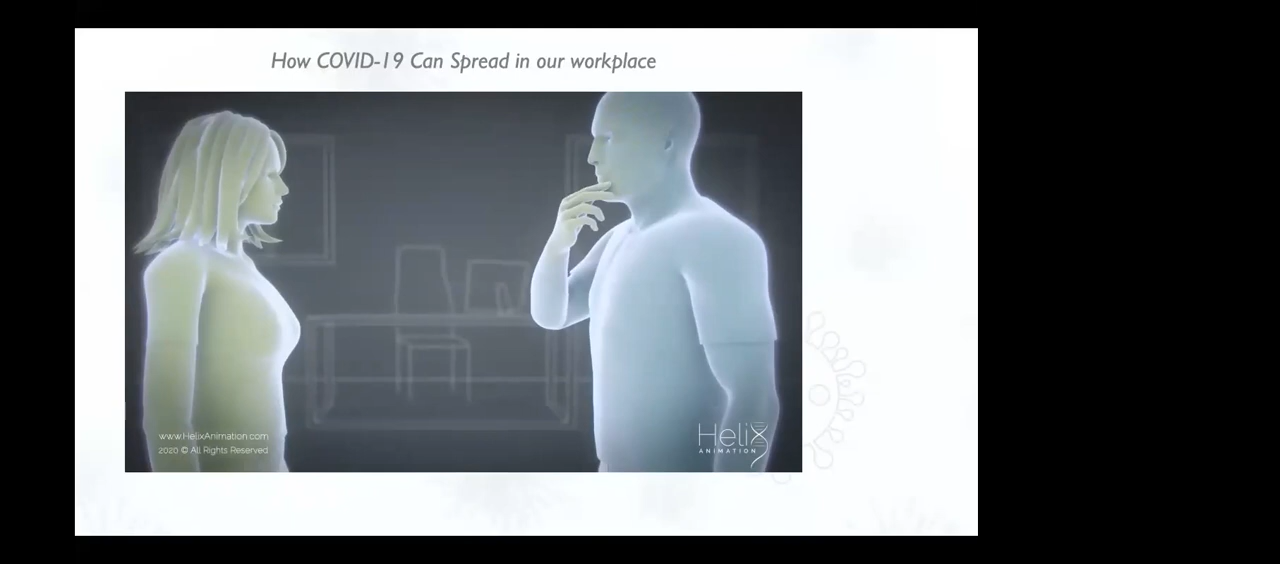 How COVID-19 Can Spread in our workplace
www.HelixAnimation.com
2020 © All Rights Reserved
Helix
ANIMATION